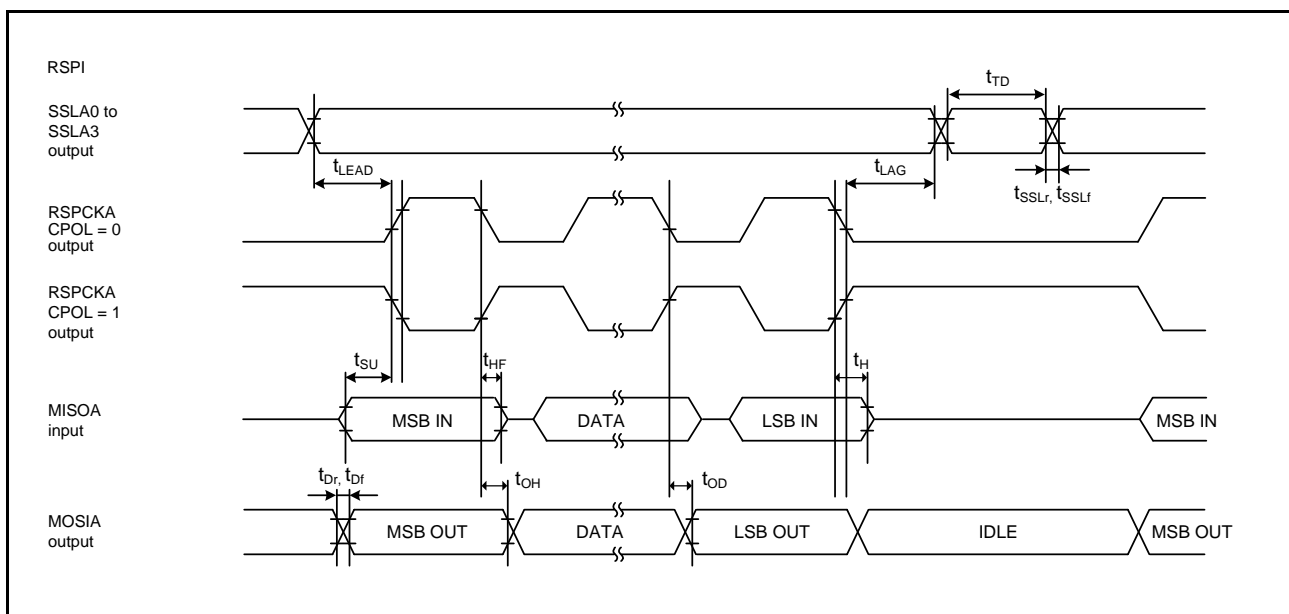 RSPI
SSLA0 to
SSLA3
output
tTD
tLEAD
tLAG
tSSLr, tSSLf
RSPCKA
CPOL = 0
output
RSPCKA
CPOL = 1
output
tSU
tHF
tH
MISOA
input
MSB IN
DATA
LSB IN
MSB IN
tDr, tDf
tOH
tOD
MOSIA
output
MSB OUT
DATA
LSB OUT
IDLE
MSB OUT